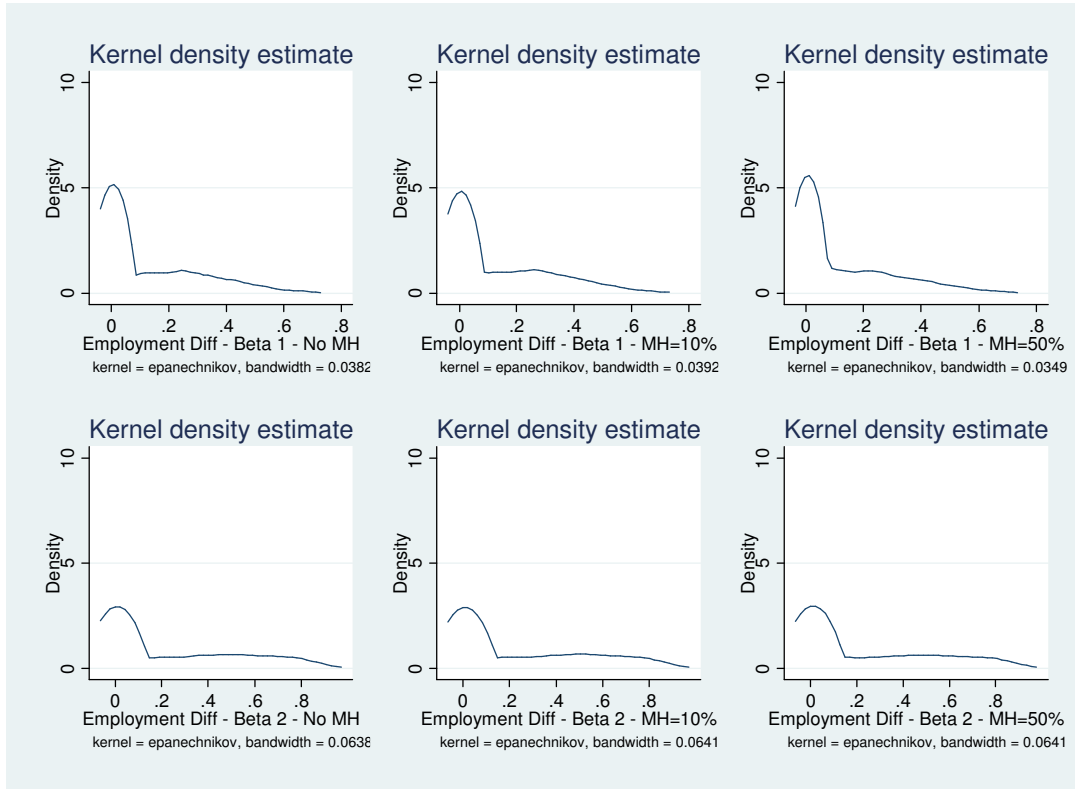 Kernel density estimate
10
5
0
Density
0 .2 .4 .6 .8
Employment Diff - Beta 1 - No MH
kernel = epanechnikov, bandwidth = 0.0382
Kernel density estimate
10
5
0
Density
0 .2 .4 .6 .8
Employment Diff - Beta 1 - MH=10%
kernel = epanechnikov, bandwidth = 0.0392
Kernel density estimate
10
5
0
Density
0 .2 .4 .6 .8
Employment Diff - Beta 1 - MH=50%
kernel = epanechnikov, bandwidth = 0.0349
Kernel density estimate
10
5
0
Density
0 .2 .4 .6 .8
Employment Diff - Beta 2 - No MH
kernel = epanechnikov, bandwidth = 0.0638
Kernel density estimate
10
5
0
Density
0 .2 .4 .6 .8
Employment Diff - Beta 2 - MH=10%
kernel = epanechnikov, bandwidth = 0.0641
Kernel density estimate
10
5
0
Density
0 .2 .4 .6 .8
Employment Diff - Beta 2 - MH=50%
kernel = epanechnikov, bandwidth = 0.0641